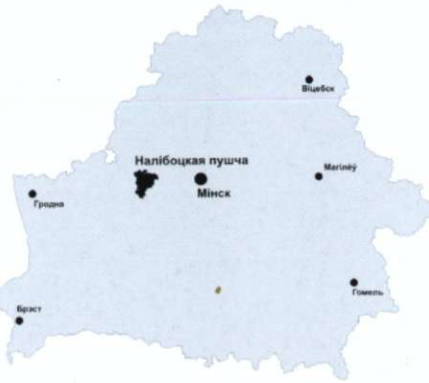 Віцебск
Налібоцкая пушча
Магілёў
Мінск
Гродна
Гомель
Брэст